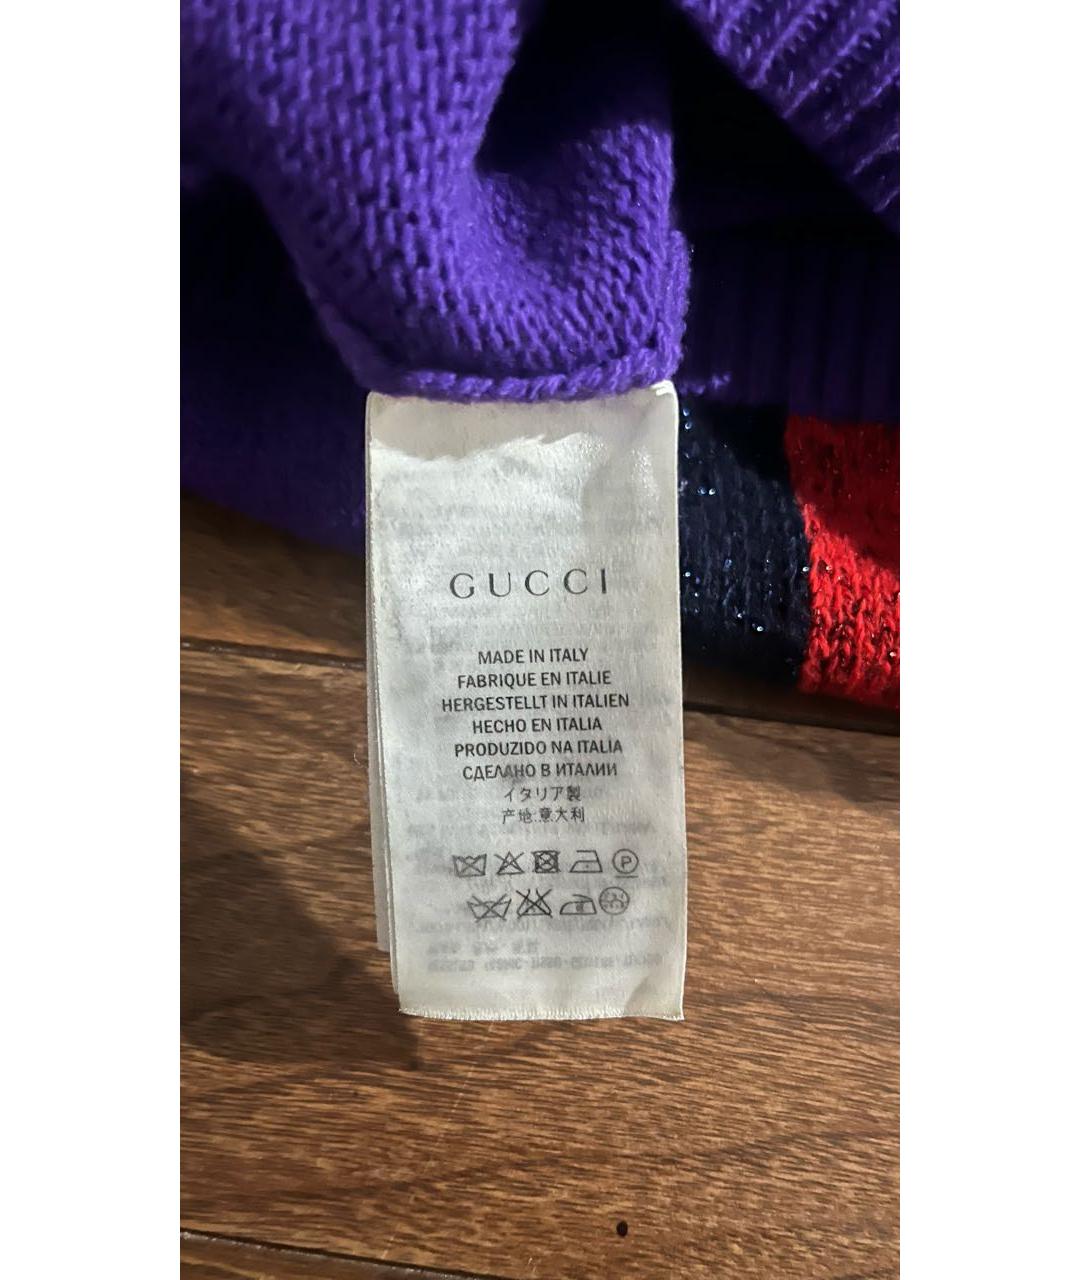 GUCCI
MADE IN ITALY
FABRIQUE EN ITALIE
HERGESTELLT IN ITALIEN
HECHO EN ITALIA
PRODUZIDO NA ITALIA
СДЕЛАНО В ИТАЛИИ
イタリア製
产地:意大利
P